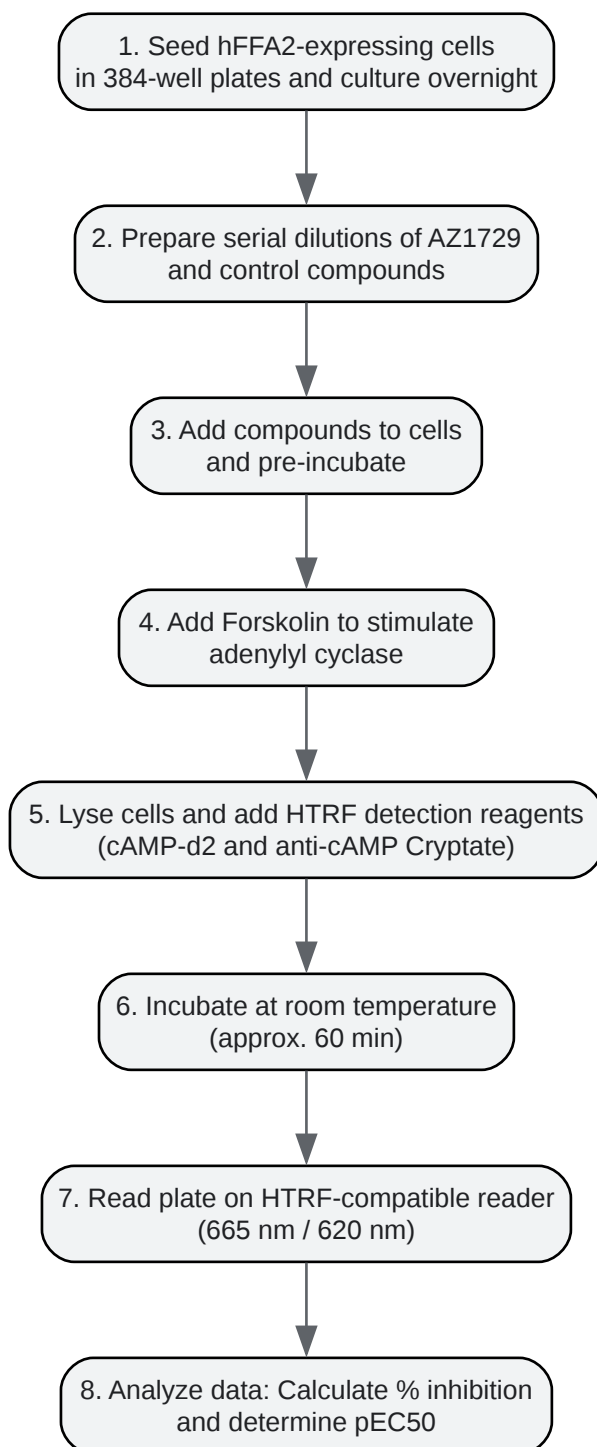 1. Seed hFFA2-expressing cells
in 384-well plates and culture overnight
2. Prepare serial dilutions of AZ1729
and control compounds
3. Add compounds to cells
and pre-incubate
4. Add Forskolin to stimulate
adenylyl cyclase
5. Lyse cells and add HTRF detection reagents
(cAMP-d2 and anti-cAMP Cryptate)
6. Incubate at room temperature
(approx. 60 min)
7. Read plate on HTRF-compatible reader
(665 nm / 620 nm)
8. Analyze data: Calculate % inhibition
and determine pEC50